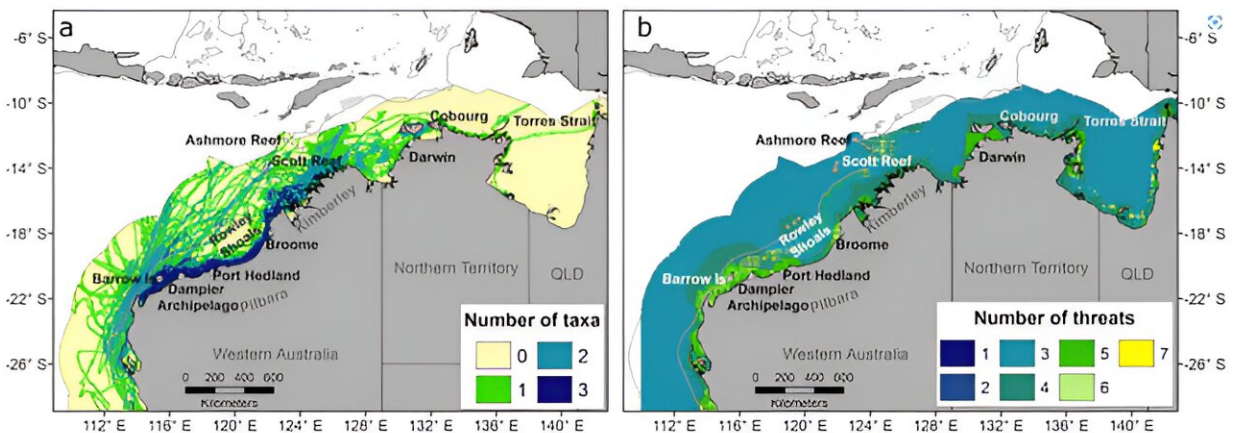 a
-6° S
-10° S
-14° S
-18° S
-22° S
-26° S
Cobourg
Torres Strait
Ashmore Reef
Scott Reef
Darwin
Kimberley
Rowley
Shoals
Broome
Barrow Is
Port Hedland
Northern Territory
QLD
Dampier
Archipelago
Pilbara
Western Australia
0 200 400 600
Kilometers
Number of taxa
0 2
1 3
112° E 116° E 120° E 124° E 128° E 132° E 136° E 140° E
b
Cobourg
Torres Strait
Ashmore Reef
Scott Reef
Darwin
Kimberley
Rowley
Shoals
Broome
Barrow Is
Port Hedland
Northern Territory
QLD
Dampier
Archipelago
Pilbara
Western Australia
0 200 400 600
Kilometers
Number of threats
1 3 5 7
2 4 6
112° E 116° E 120° E 124° E 128° E 132° E 136° E 140° E
-6° S
-10° S
-14° S
-18° S
-22° S
-26° S